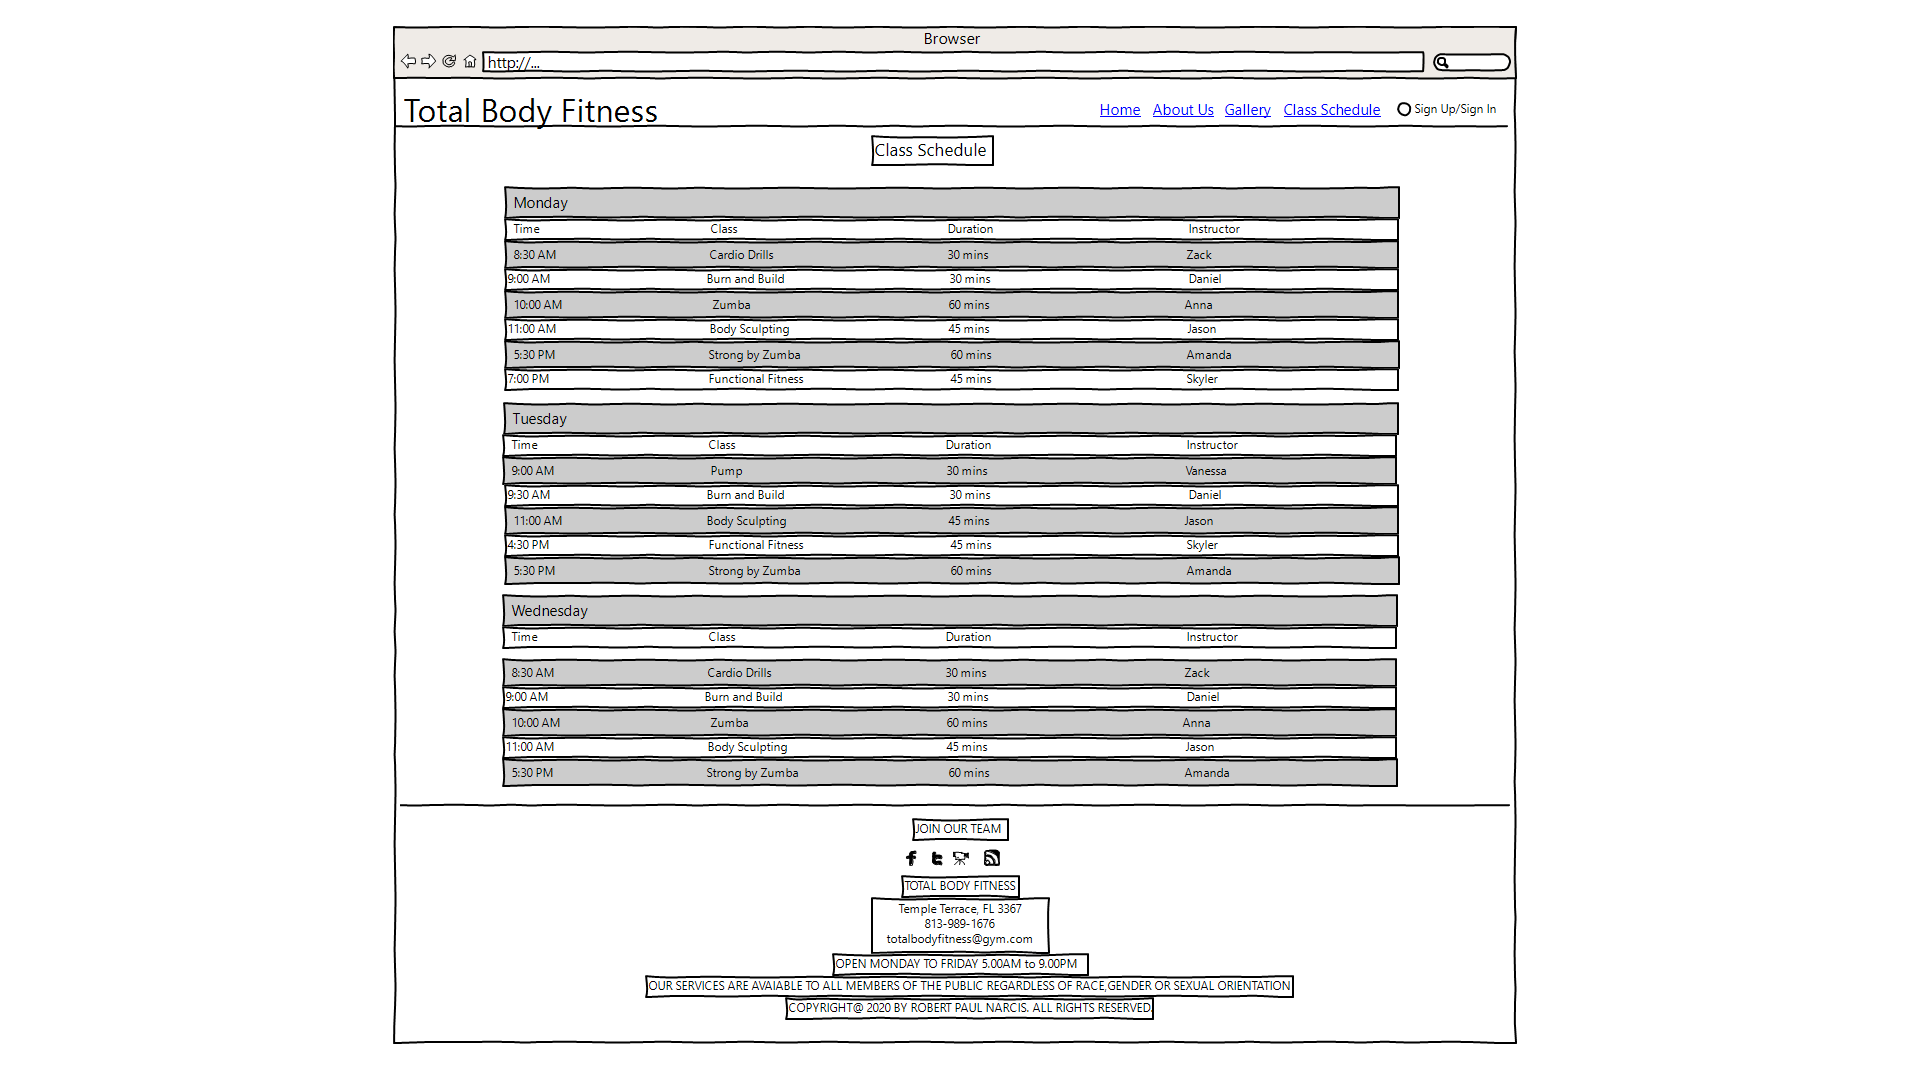 Browser
http://...
Total Body Fitness Home About Us Gallery Class Schedule Sign Up/Sign In
Class Schedule
Monday
Time Class Duration Instructor
8:30 AM Cardio Drills 30 mins Zack
9:00 AM Burn and Build 30 mins Daniel
10:00 AM Zumba 60 mins Anna
11:00 AM Body Sculpting 45 mins Jason
5:30 PM Strong by Zumba 60 mins Amanda
7:00 PM Functional Fitness 45 mins Skyler
Tuesday
Time Class Duration Instructor
9:00 AM Pump 30 mins Vanessa
9:30 AM Burn and Build 30 mins Daniel
11:00 AM Body Sculpting 45 mins Jason
4:30 PM Functional Fitness 45 mins Skyler
5:30 PM Strong by Zumba 60 mins Amanda
Wednesday
Time Class Duration Instructor
8:30 AM Cardio Drills 30 mins Zack
9:00 AM Burn and Build 30 mins Daniel
10:00 AM Zumba 60 mins Anna
11:00 AM Body Sculpting 45 mins Jason
5:30 PM Strong by Zumba 60 mins Amanda
JOIN OUR TEAM
TOTAL BODY FITNESS
Temple Terrace, FL 3367
813-989-1676
totalbodyfitness@gym.com
OPEN MONDAY TO FRIDAY 5.00AM to 9.00PM
OUR SERVICES ARE AVAIABLE TO ALL MEMBERS OF THE PUBLIC REGARDLESS OF RACE,GENDER OR SEXUAL ORIENTATION
COPYRIGHT@ 2020 BY ROBERT PAUL NARCIS. ALL RIGHTS RESERVED.